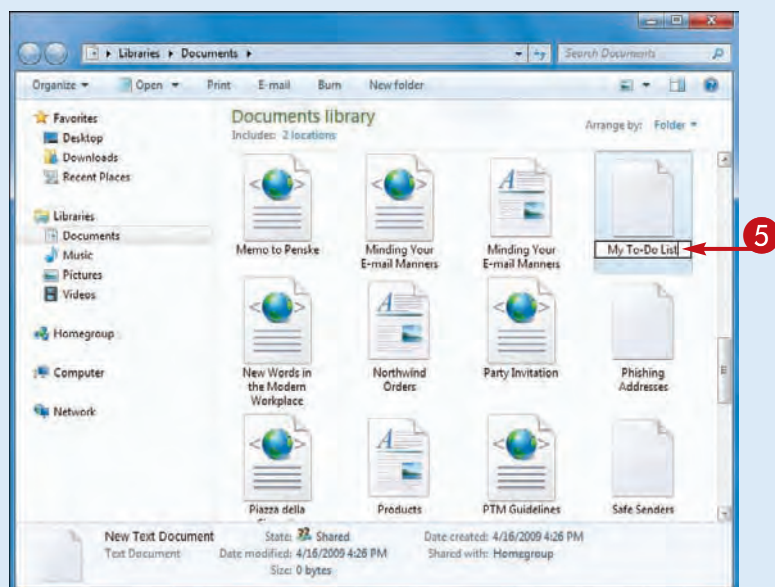 Libraries ▸ Documents ▸
Search Documents
Organize
Open
Print
E-mail
Burn
New folder
Favorites
Desktop
Downloads
Recent Places
Libraries
Documents
Music
Pictures
Videos
Homegroup
Computer
Network
Documents library
Includes: 2 locations
Arrange by: Folder
Memo to Penske
Minding Your
E-mail Manners
Minding Your
E-mail Manners
My To-Do List
5
New Words in
the Modern
Workplace
Northwind
Orders
Party Invitation
Phishing
Addresses
Piazza della
Products
PTM Guidelines
Safe Senders
New Text Document
Text Document
State: Shared
Date modified: 4/16/2009 4:26 PM
Size: 0 bytes
Date created: 4/16/2009 4:26 PM
Shared with: Homegroup